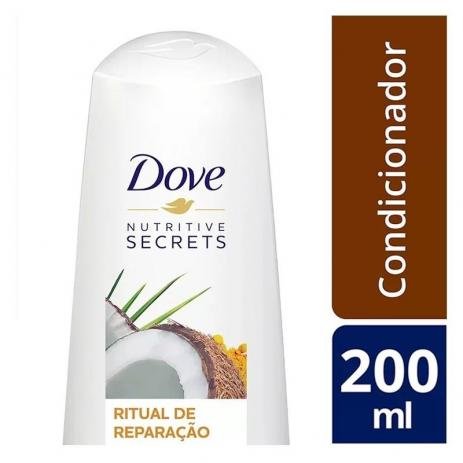 Dove
NUTRITIVE
SECRETS
RITUAL DE
REPARAÇÃO
Condicionador
200
ml